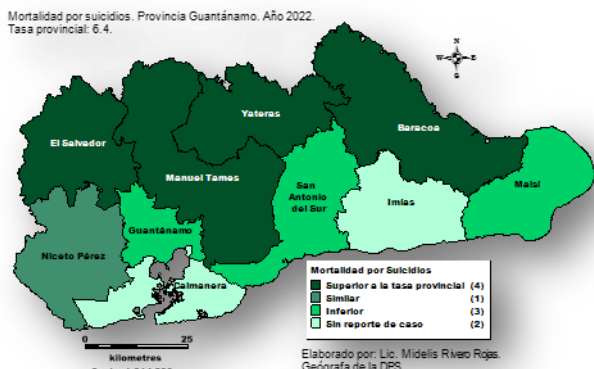 Mortalidad por suicidios. Provincia Guantánamo. Año 2022.
Tasa provincial: 6.4.
N
W E
S
Yateras
El Salvador
Baracoa
Manuel Tames
San
Antonio
del Sur
Maisí
Imías
Guantánamo
Niceto Pérez
Caimanera
Mortalidad por Suicidios
Superior a la tasa provincial (4)
Similiar (1)
Inferior (3)
Sin reporte de caso (2)
0 25
kilometres
Elaborado por: Lic. Midelis Rivero Rojas.
Geógrafa de la DPS